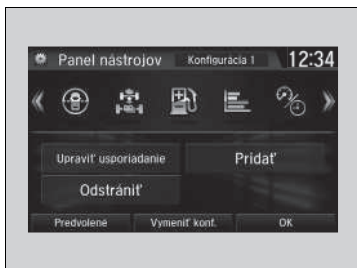 Panel nástrojov Konfigurácia 1 12:34
Upraviť usporiadanie Pridať
Odstrániť
Predvolené Vymeniť konf. OK